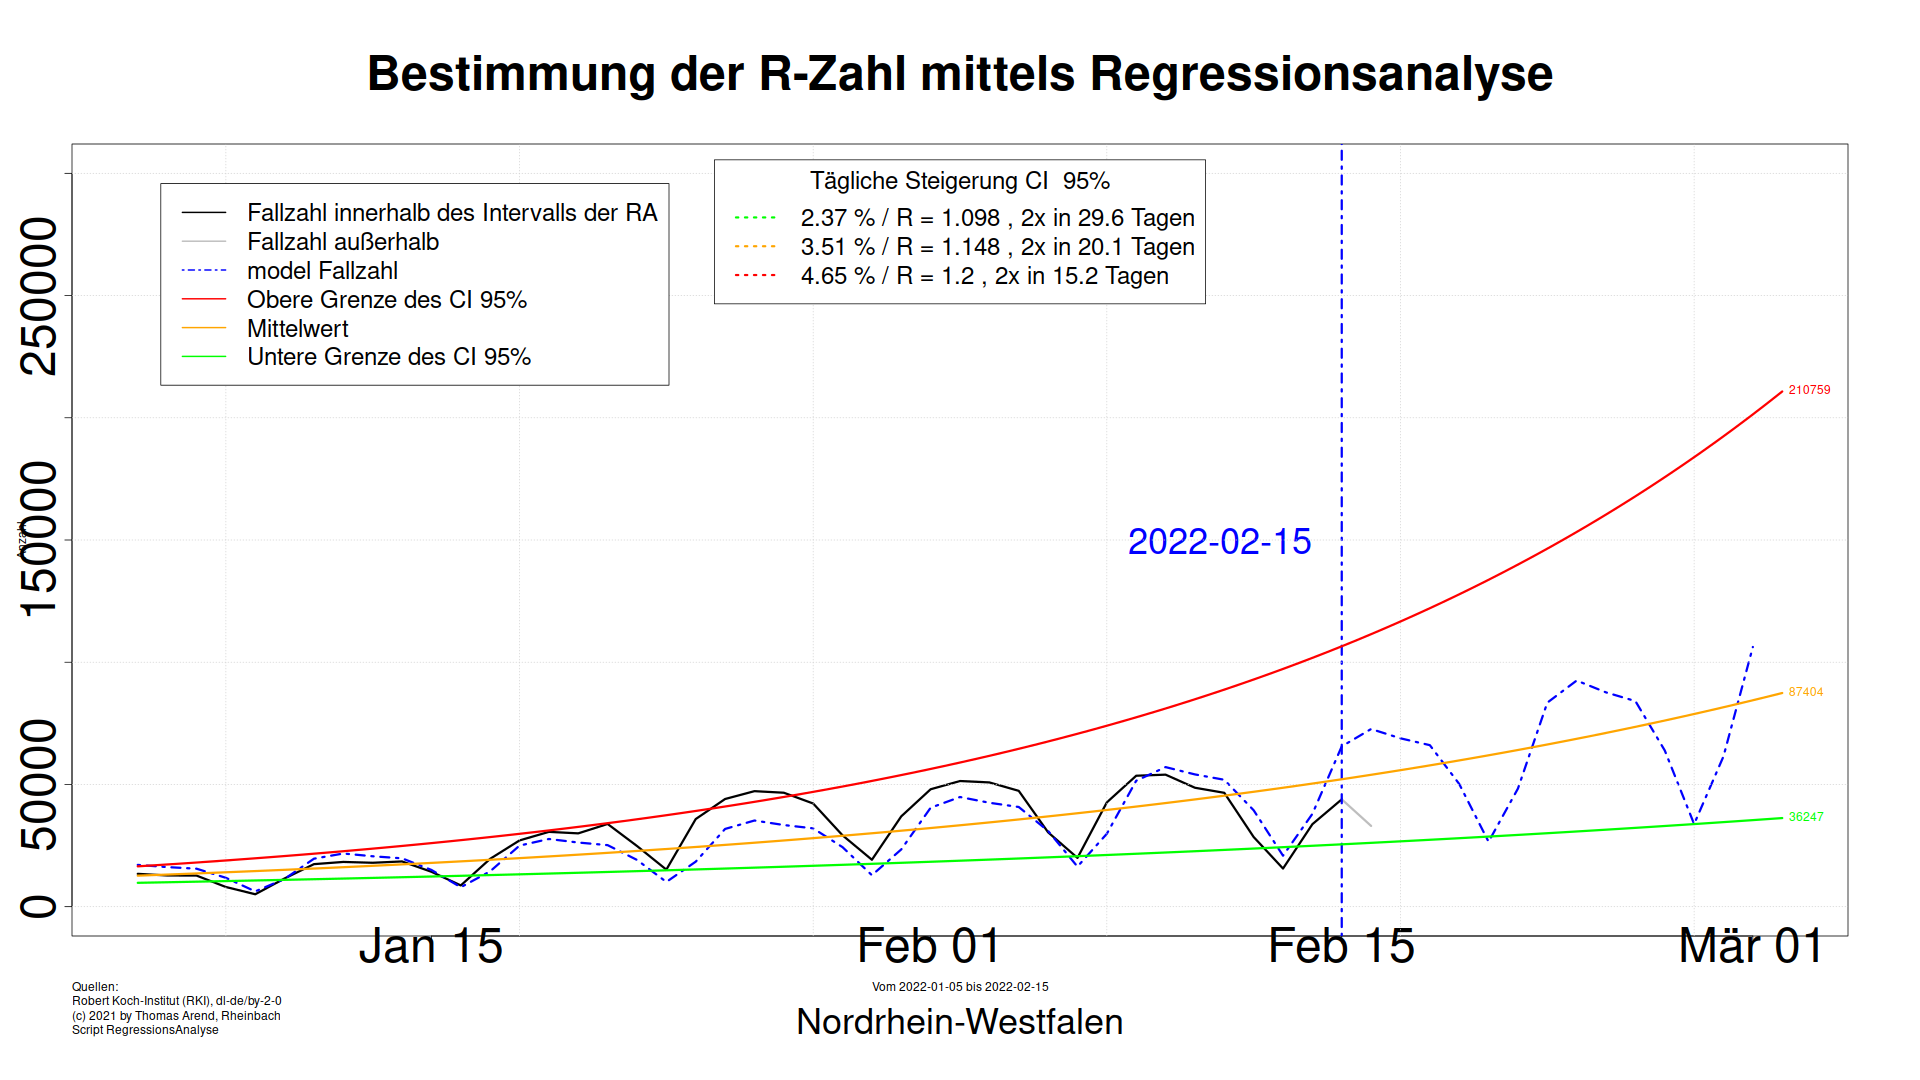 Bestimmung der R-Zahl mittels Regressionsanalyse
Fallzahl innerhalb des Intervalls der RA
Fallzahl außerhalb
model Fallzahl
Obere Grenze des CI 95%
Mittelwert
Untere Grenze des CI 95%
Tägliche Steigerung CI  95%
2.37 % / R = 1.098 , 2x in 29.6 Tagen
3.51 % / R = 1.148 , 2x in 20.1 Tagen
4.65 % / R = 1.2 , 2x in 15.2 Tagen
250000
150000
50000
0
Anzahl
2022-02-15
210759
87404
36247
Jan 15
Feb 01
Feb 15
Mär 01
Vom 2022-01-05 bis 2022-02-15
Nordrhein-Westfalen
Quellen:
Robert Koch-Institut (RKI), dl-de/by-2-0
(c) 2021 by Thomas Arend, Rheinbach
Script RegressionsAnalyse